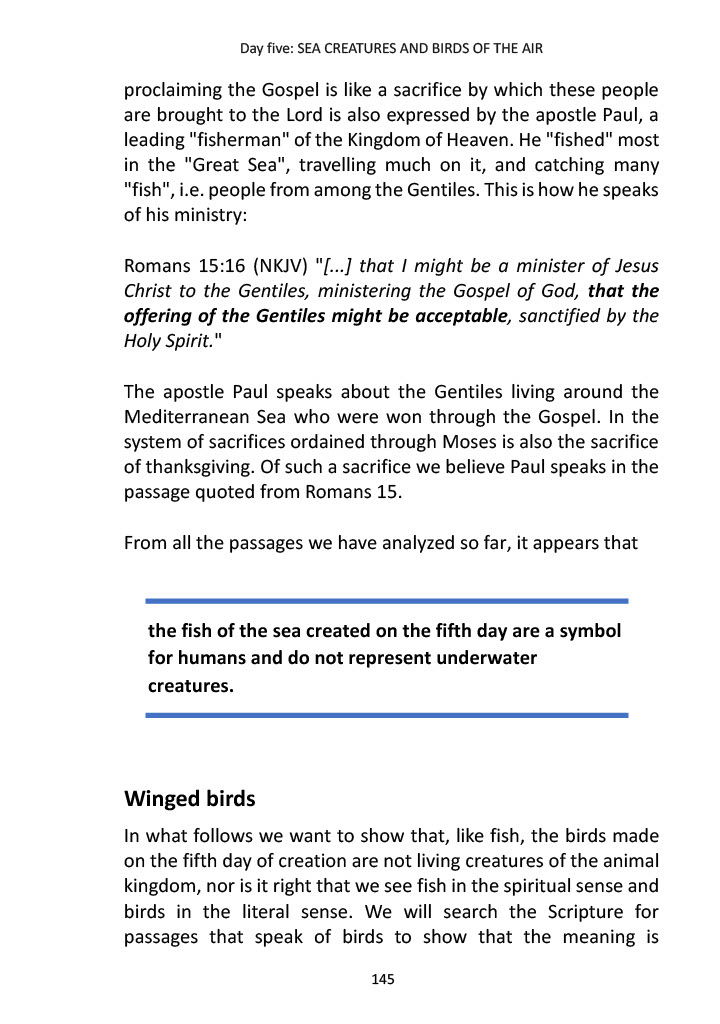 Day five: SEA CREATURES AND BIRDS OF THE AIR
proclaiming the Gospel is like a sacrifice by which these people
are brought to the Lord is also expressed by the apostle Paul, a
leading "fisherman" of the Kingdom of Heaven. He "fished" most
in the "Great Sea", travelling much on it, and catching many
"fish", i.e. people from among the Gentiles. This is how he speaks
of his ministry:
Romans 15:16 (NKJV) "[...] that I might be a minister of Jesus
Christ to the Gentiles, ministering the Gospel of God, that the
offering of the Gentiles might be acceptable, sanctified by the
Holy Spirit."
The apostle Paul speaks about the Gentiles living around the
Mediterranean Sea who were won through the Gospel. In the
system of sacrifices ordained through Moses is also the sacrifice
of thanksgiving. Of such a sacrifice we believe Paul speaks in the
passage quoted from Romans 15.
From all the passages we have analyzed so far, it appears that
the fish of the sea created on the fifth day are a symbol
for humans and do not represent underwater
creatures.
Winged birds
In what follows we want to show that, like fish, the birds made
on the fifth day of creation are not living creatures of the animal
kingdom, nor is it right that we see fish in the spiritual sense and
birds in the literal sense. We will search the Scripture for
passages that speak of birds to show that the meaning is
145